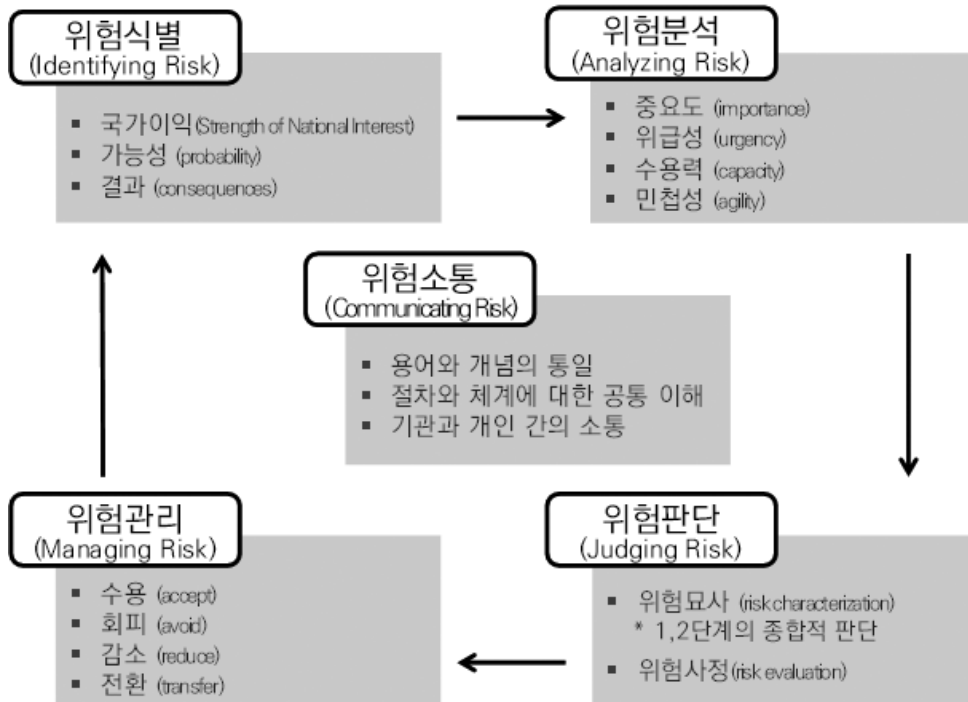 위험식별
(Identifying Risk)
▪ 국가이익(Strength of National Interest)
▪ 가능성 (probability)
▪ 결과 (consequences)
위험분석
(Analyzing Risk)
▪ 중요도 (importance)
▪ 위급성 (urgency)
▪ 수용력 (capacity)
▪ 민첩성 (agility)
위험소통
(Communicating Risk)
▪ 용어와 개념의 통일
▪ 절차와 체계에 대한 공통 이해
▪ 기관과 개인 간의 소통
위험관리
(Managing Risk)
▪ 수용 (accept)
▪ 회피 (avoid)
▪ 감소 (reduce)
▪ 전환 (transfer)
위험판단
(Judging Risk)
▪ 위험묘사 (risk characterization)
* 1,2단계의 종합적 판단
▪ 위험사정(risk evaluation)